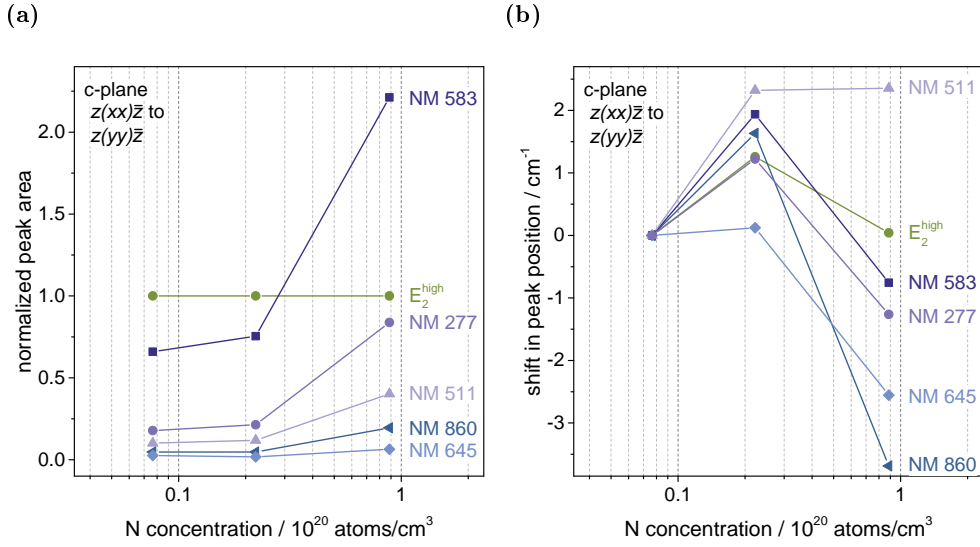 (a)
c-plane
z(xx)z̄ to
z(yy)z̄
NM 583
E₂ʰⁱᵍʰ
NM 277
NM 511
NM 860
NM 645
2.0
1.5
1.0
0.5
0.0
normalized peak area
0.1
1
N concentration / 10²⁰ atoms/cm³
(b)
c-plane
z(xx)z̄ to
z(yy)z̄
NM 511
E₂ʰⁱᵍʰ
NM 583
NM 277
NM 645
NM 860
2
1
0
-1
-2
-3
shift in peak position / cm⁻¹
0.1
1
N concentration / 10²⁰ atoms/cm³